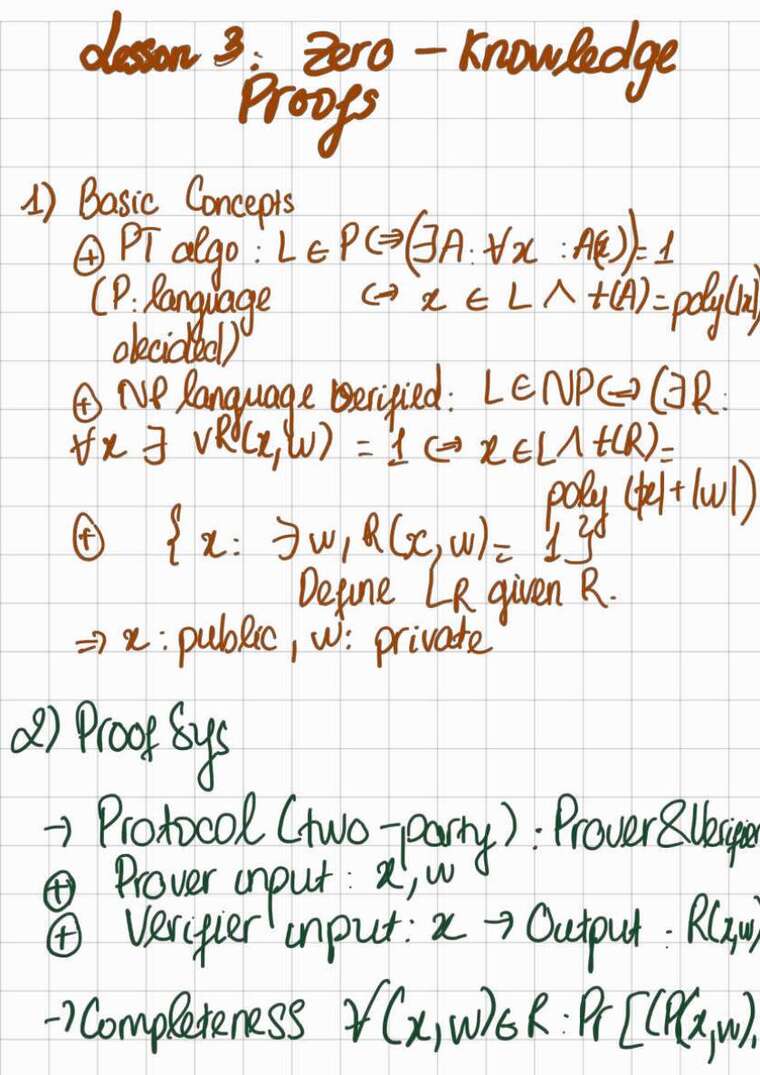 Lesson 3: Zero - Knowledge
Proofs
1) Basic Concepts
⊕ PT algo : L ∈ P ⇔ (∃A: ∀x : A(x)) = 1
(P: language ⇔ x ∈ L ∧ t(A) = poly(|x|)
decided)
⊕ NP language verified: L ∈ NP ⇔ (∃R:
∀x ∃ VR(x, w) = 1 ⇔ x ∈ L ∧ t(R) =
poly (|x| + |w|)
⊕ { x: ∃w, R(x, w) = 1}
Define LR given R.
⇒ x : public, w: private
2) Proof Sys
→ Protocol (two-party) : Prover & Verifier
⊕ Prover input : x, w
⊕ Verifier input: x → Output : R(x,w)
→ Completeness ∀(x, w) ∈ R : Pr [(P(x, w),